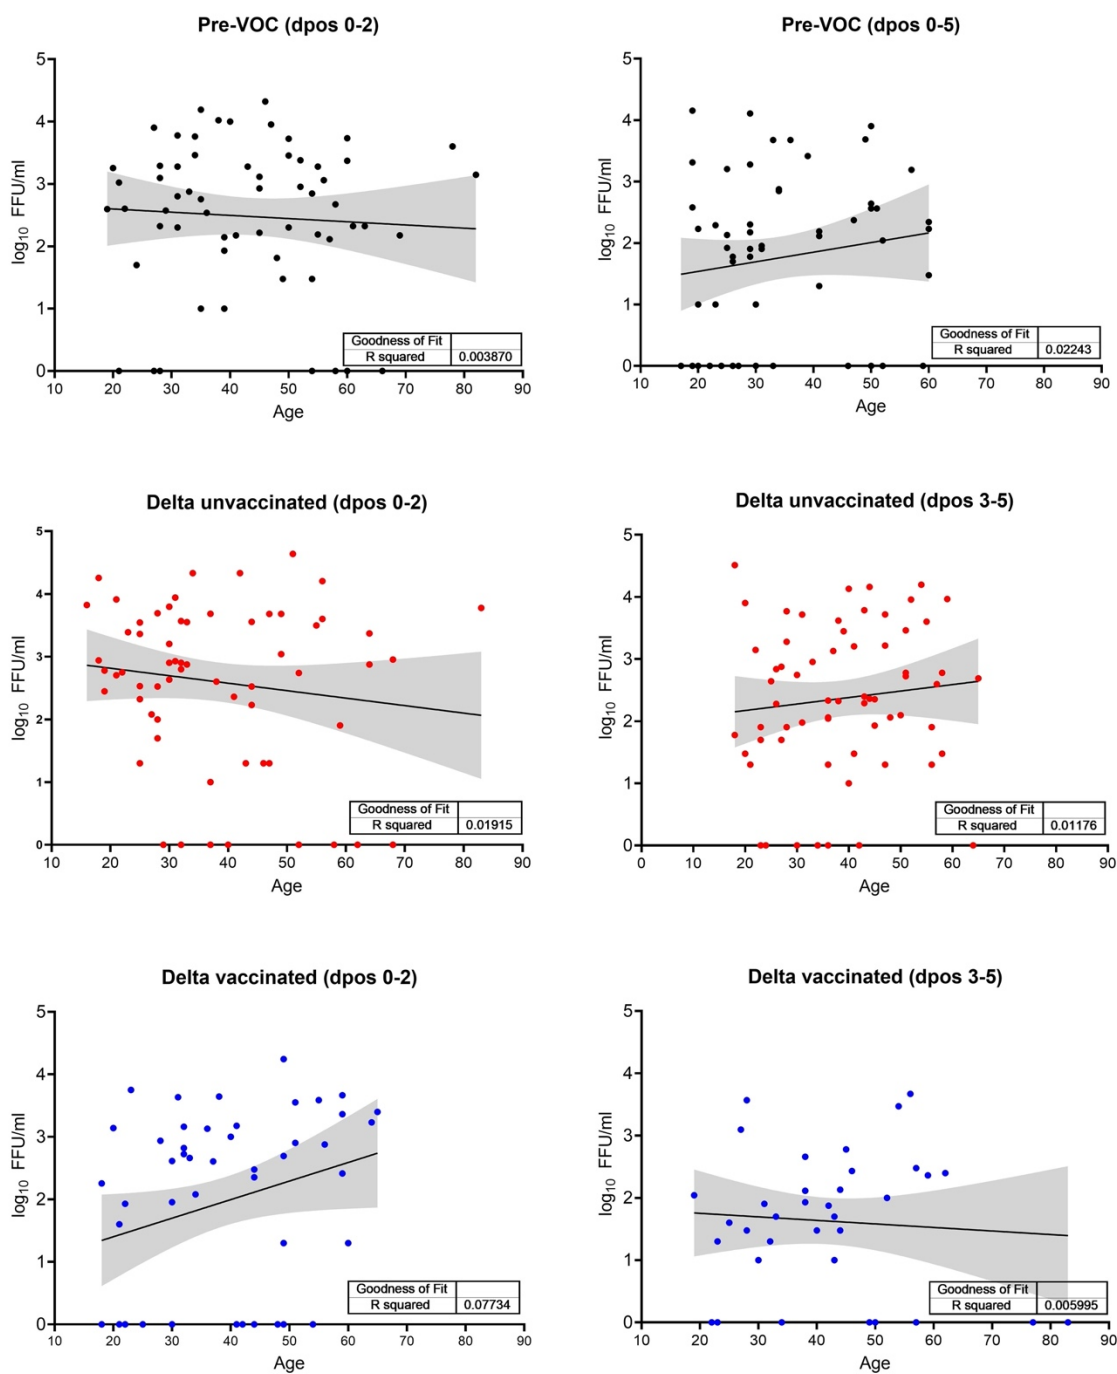 Pre-VOC (dpos 0-2)
5
4
3
2
1
0
log10 FFU/ml
Goodness of Fit
R squared 0.003870
10 20 30 40 50 60 70 80 90
Age
Pre-VOC (dpos 0-5)
5
4
3
2
1
0
log10 FFU/ml
Goodness of Fit
R squared 0.02243
10 20 30 40 50 60 70 80 90
Age
Delta unvaccinated (dpos 0-2)
5
4
3
2
1
0
log10 FFU/ml
Goodness of Fit
R squared 0.01915
10 20 30 40 50 60 70 80 90
Age
Delta unvaccinated (dpos 3-5)
5
4
3
2
1
0
log10 FFU/ml
Goodness of Fit
R squared 0.01176
0 10 20 30 40 50 60 70 80 90
Age
Delta vaccinated (dpos 0-2)
5
4
3
2
1
0
log10 FFU/ml
Goodness of Fit
R squared 0.07734
10 20 30 40 50 60 70 80 90
Age
Delta vaccinated (dpos 3-5)
5
4
3
2
1
0
log10 FFU/ml
Goodness of Fit
R squared 0.005995
10 20 30 40 50 60 70 80 90
Age